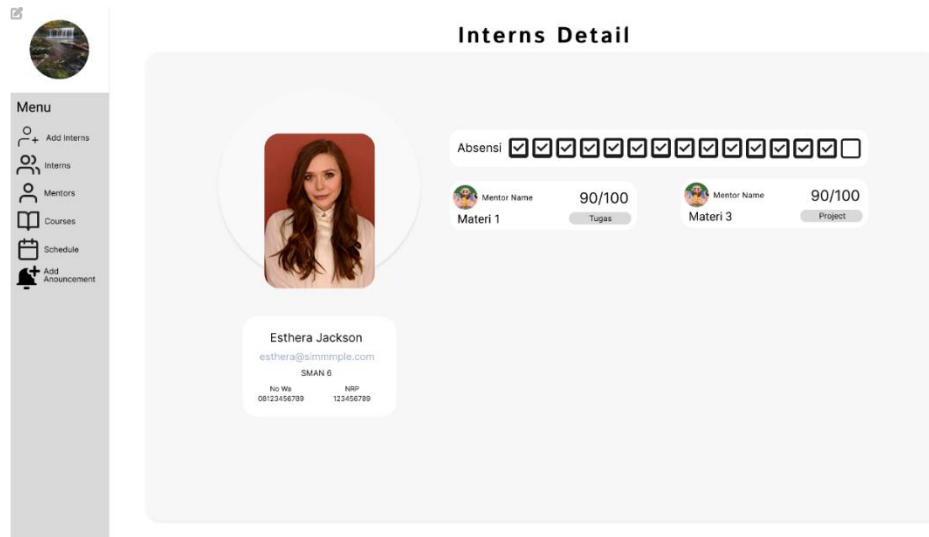 Interns Detail
Menu
Add Interns
Interns
Mentors
Courses
Schedule
Add
Anouncement
Absensi
Mentor Name
90/100
Materi 1
Tugas
Mentor Name
90/100
Materi 3
Project
Esthera Jackson
esthera@simmmple.com
SMAN 6
No Wa NRP
08123456789 123456789